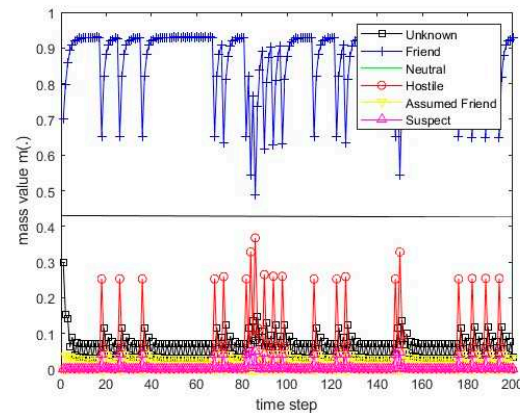 1
0.9
0.8
0.7
0.6
0.5
0.4
0.3
0.2
0.1
0
mass value m(.)
Unknown
Friend
Neutral
Hostile
Assumed Friend
Suspect
0 20 40 60 80 100 120 140 160 180 200
time step